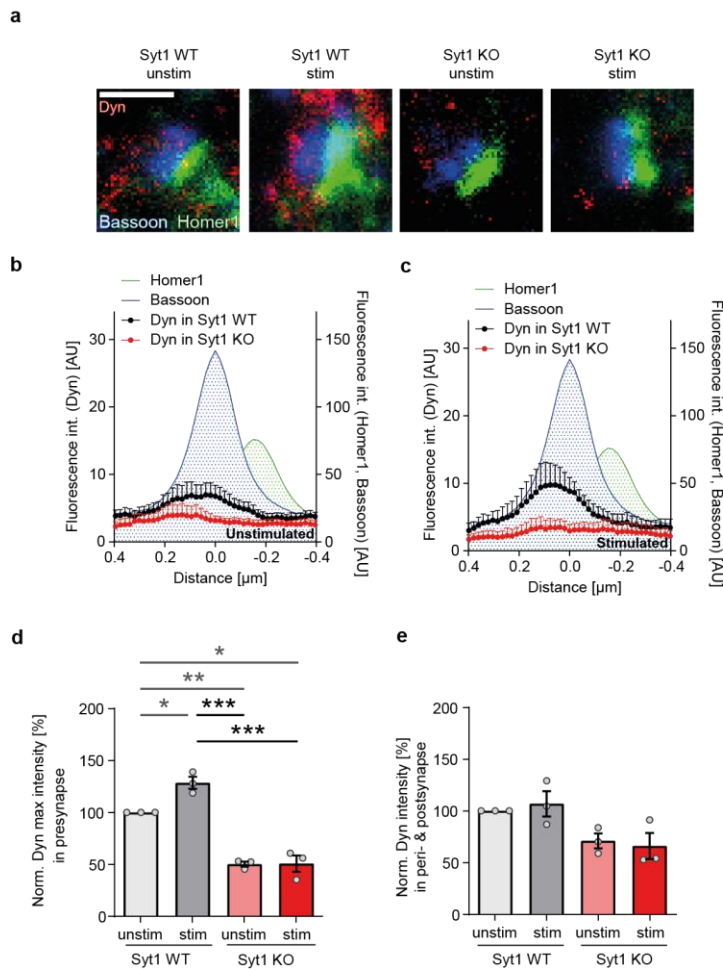 a
Syt1 WT
unstim
Syt1 WT
stim
Syt1 KO
unstim
Syt1 KO
stim
Dyn
Bassoon Homer1
b
Homer1
Bassoon
Dyn in Syt1 WT
Dyn in Syt1 KO
Fluorescence int. (Dyn) [AU]
30
20
10
0
150
100
50
0
Fluorescence int. (Homer1, Bassoon) [AU]
Unstimulated
0.4 0.2 0.0 -0.2 -0.4
Distance [µm]
c
Homer1
Bassoon
Dyn in Syt1 WT
Dyn in Syt1 KO
Fluorescence int. (Dyn) [AU]
30
20
10
0
150
100
50
0
Fluorescence int. (Homer1, Bassoon) [AU]
Stimulated
0.4 0.2 0.0 -0.2 -0.4
Distance [µm]
d
*
**
* ***
***
Norm. Dyn max intensity [%]
in presynapse
200
150
100
50
0
unstim stim unstim stim
Syt1 WT Syt1 KO
e
Norm. Dyn intensity [%]
in peri- & postsynapse
200
150
100
50
0
unstim stim unstim stim
Syt1 WT Syt1 KO